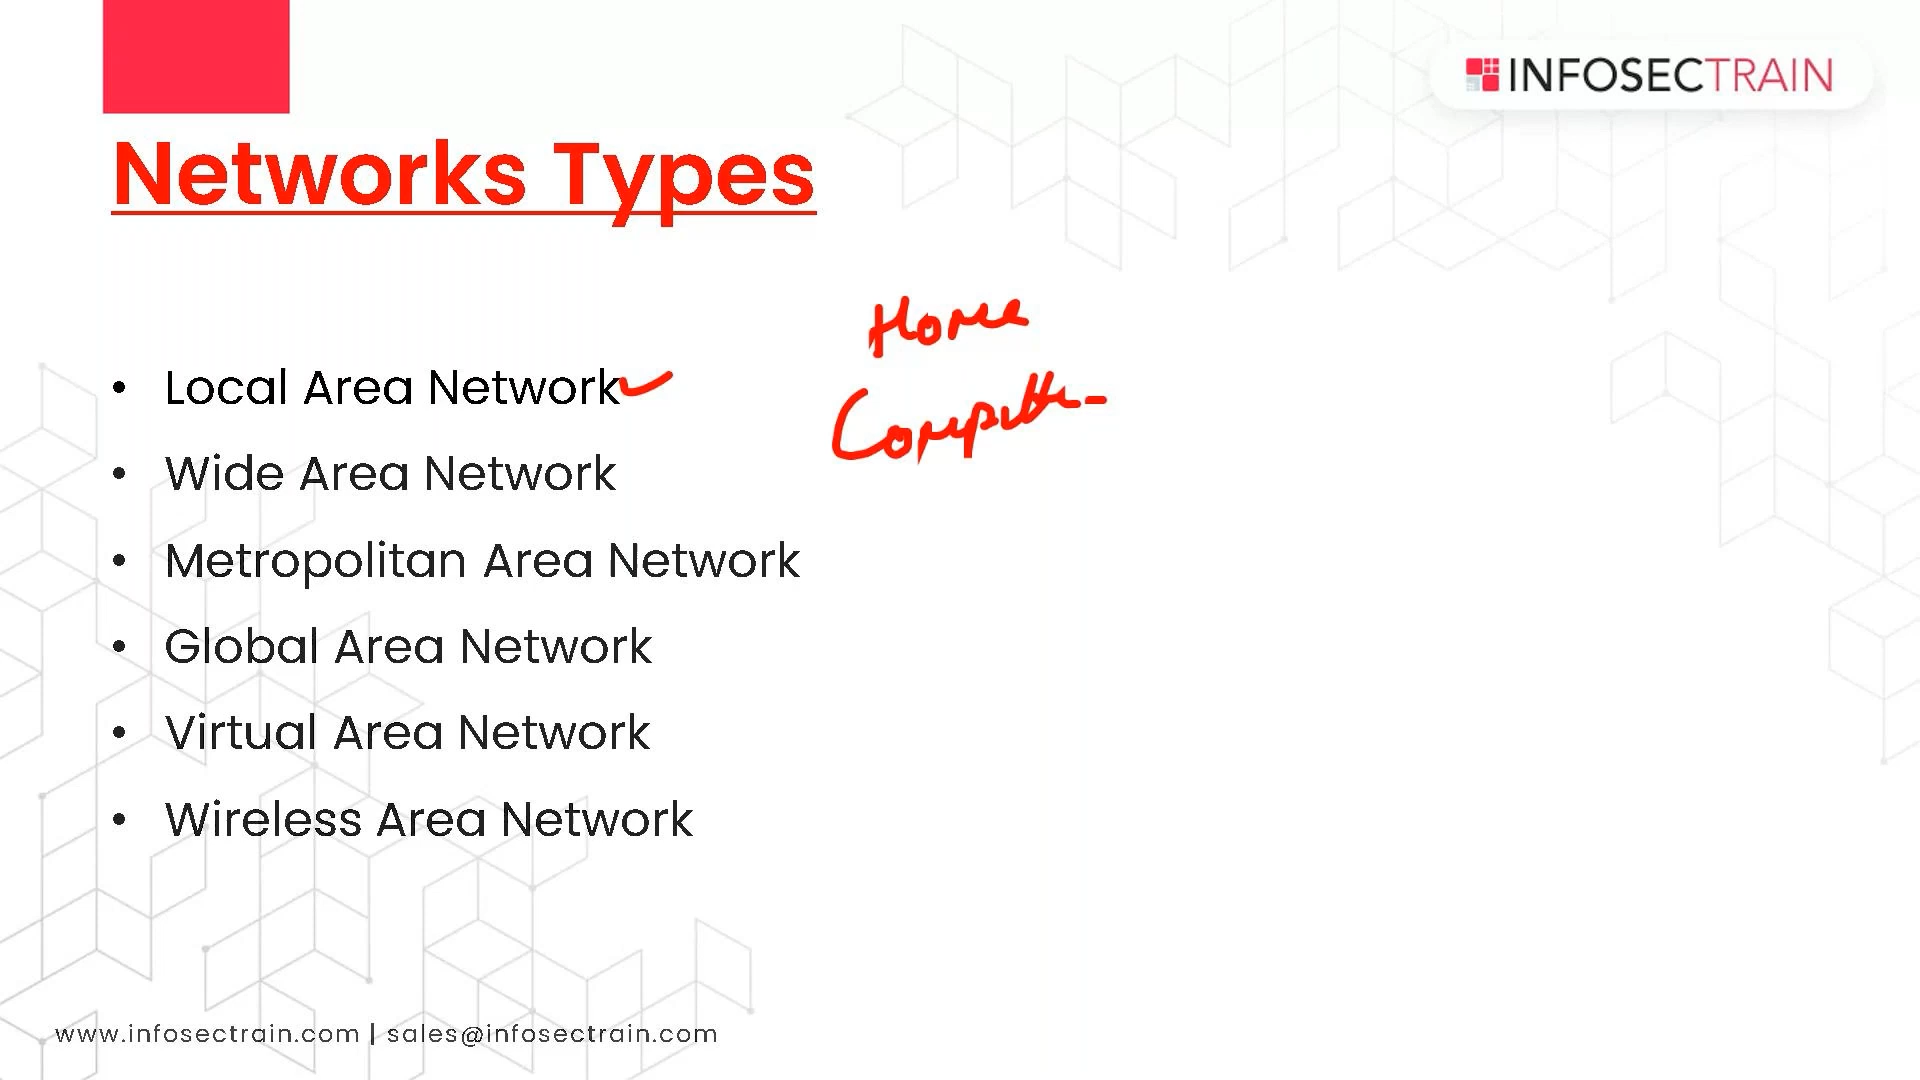 INFOSECTRAIN
Networks Types
Home
• Local Area Network
• Wide Area Network
• Metropolitan Area Network
• Global Area Network
• Virtual Area Network
• Wireless Area Network
www.infosectrain.com | sales@infosectrain.com